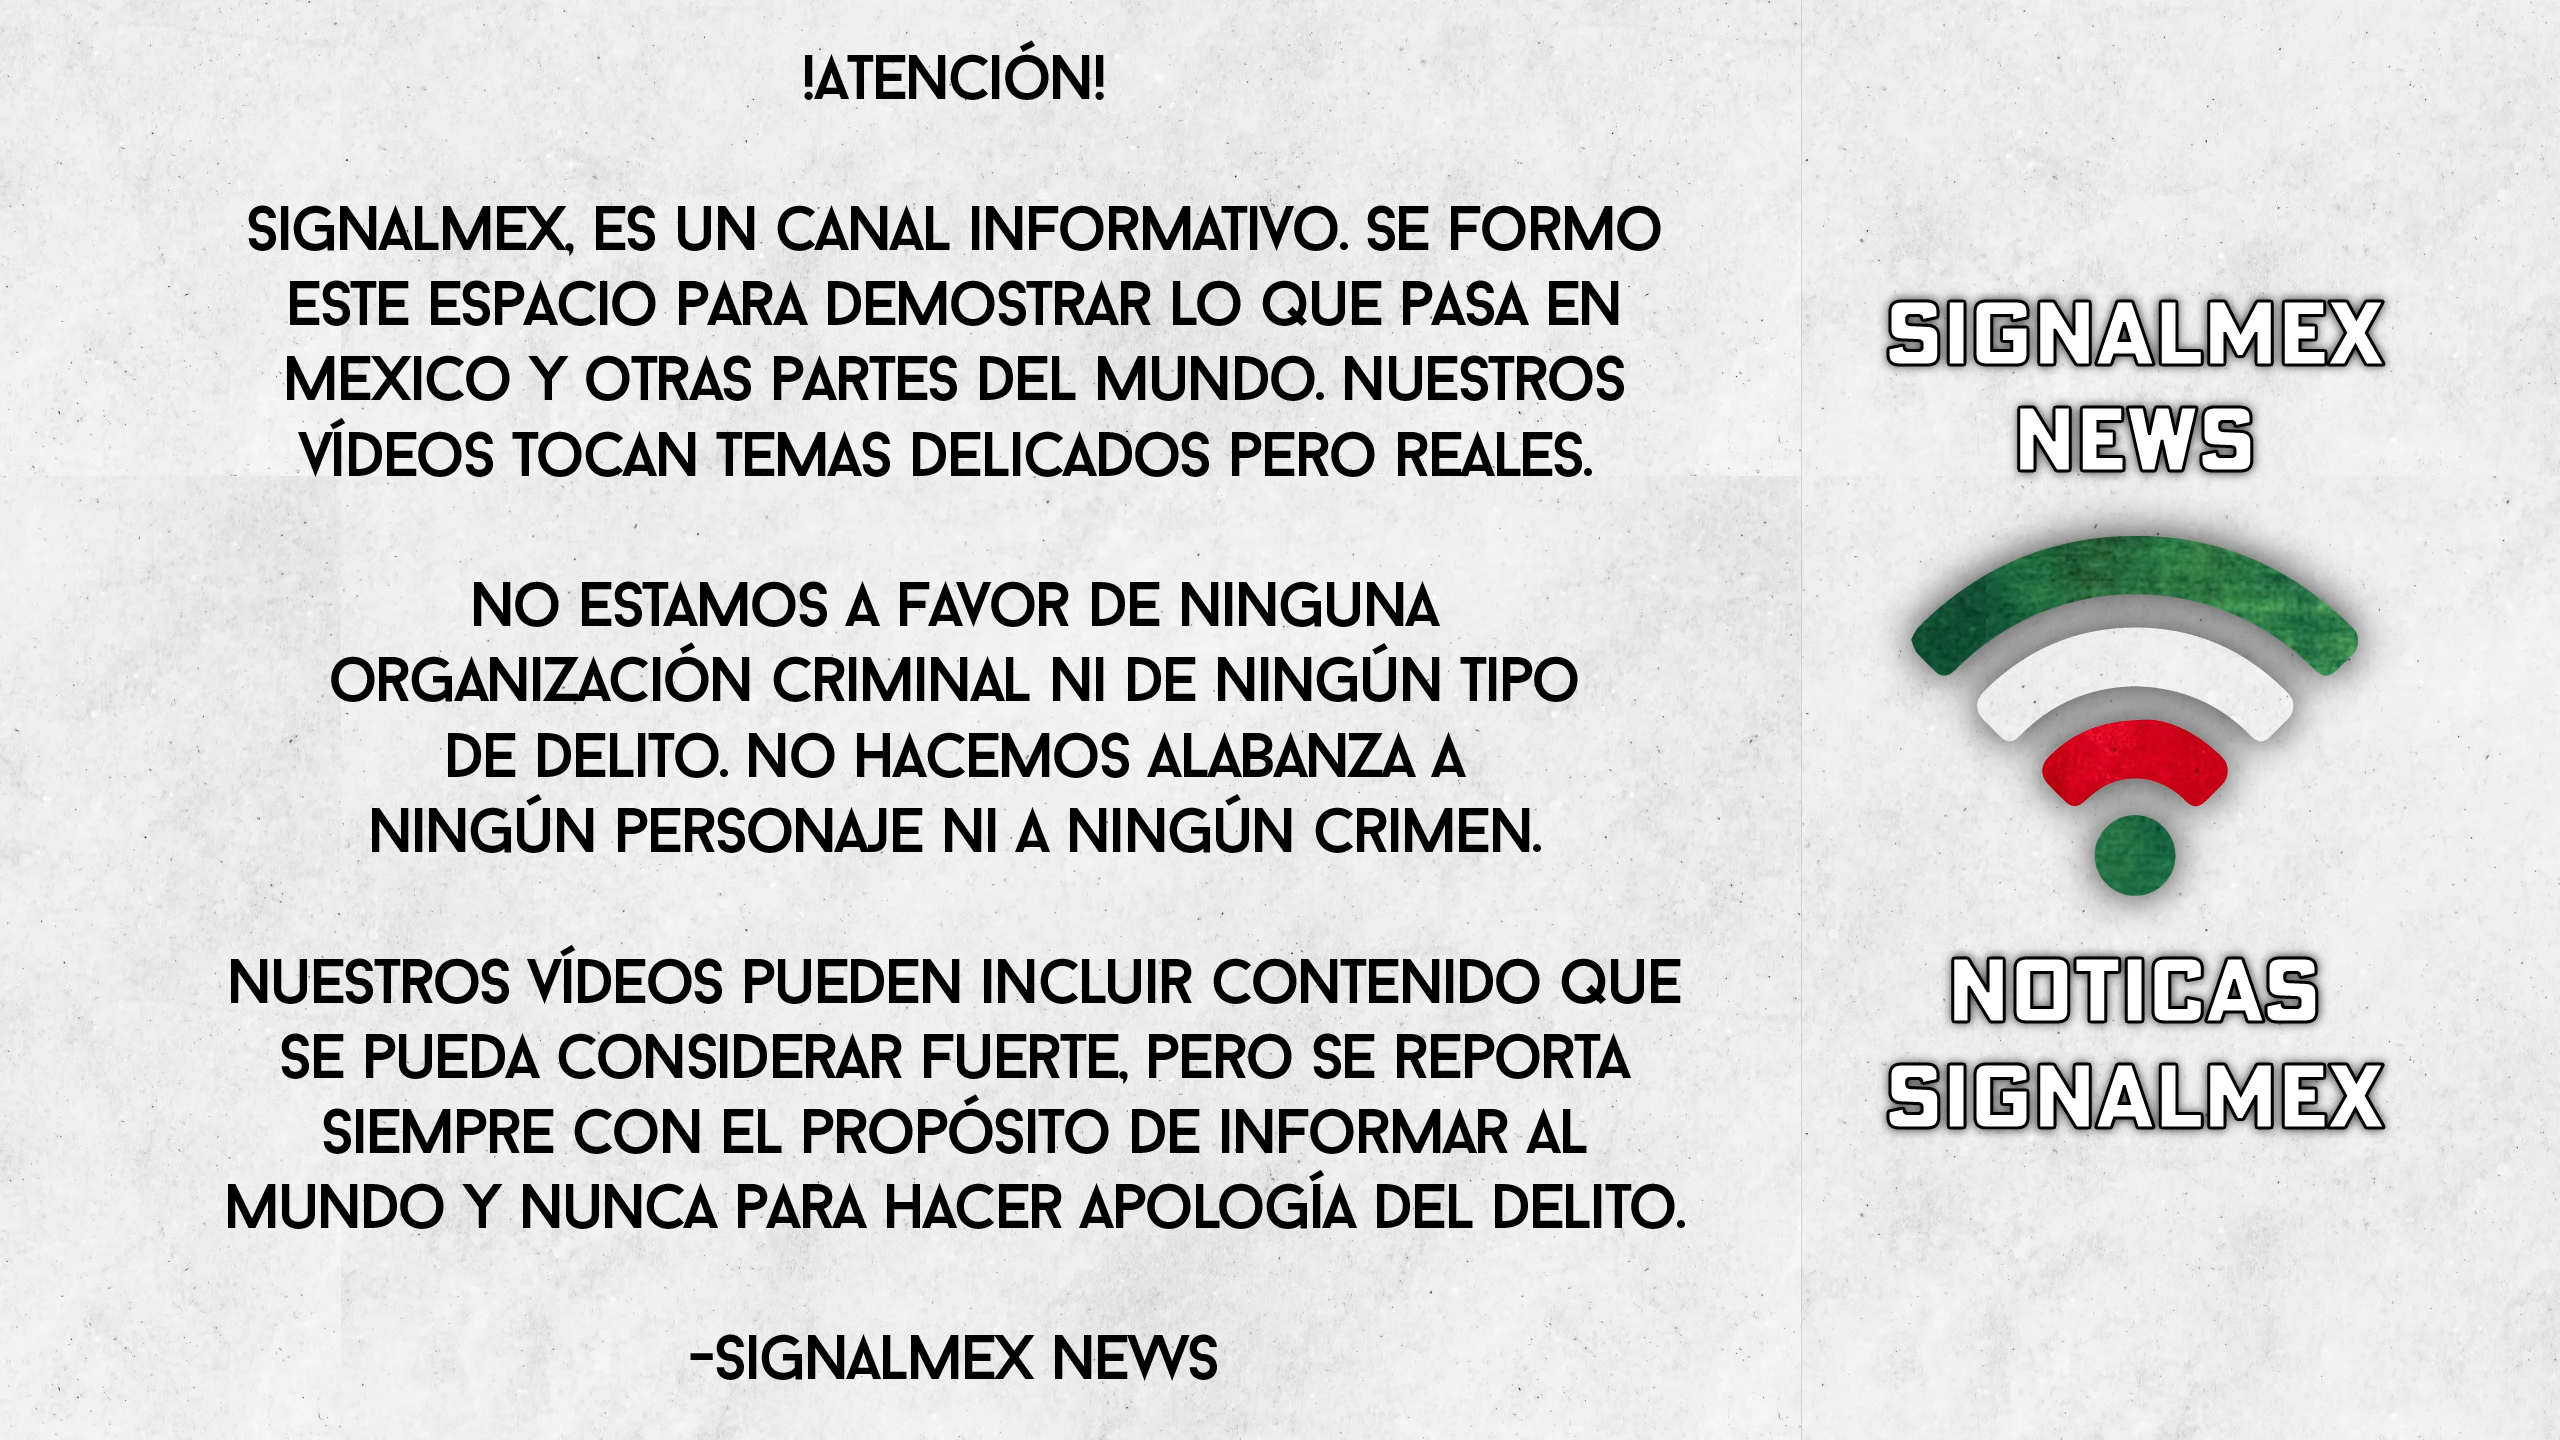 !ATENCIÓN!
SIGNALMEX, ES UN CANAL INFORMATIVO. SE FORMO
ESTE ESPACIO PARA DEMOSTRAR LO QUE PASA EN
MEXICO Y OTRAS PARTES DEL MUNDO. NUESTROS
VÍDEOS TOCAN TEMAS DELICADOS PERO REALES.
NO ESTAMOS A FAVOR DE NINGUNA
ORGANIZACIÓN CRIMINAL NI DE NINGÚN TIPO
DE DELITO. NO HACEMOS ALABANZA A
NINGÚN PERSONAJE NI A NINGÚN CRIMEN.
NUESTROS VÍDEOS PUEDEN INCLUIR CONTENIDO QUE
SE PUEDA CONSIDERAR FUERTE, PERO SE REPORTA
SIEMPRE CON EL PROPÓSITO DE INFORMAR AL
MUNDO Y NUNCA PARA HACER APOLOGÍA DEL DELITO.
-SIGNALMEX NEWS
SIGNALMEX
NEWS
NOTICAS
SIGNALMEX